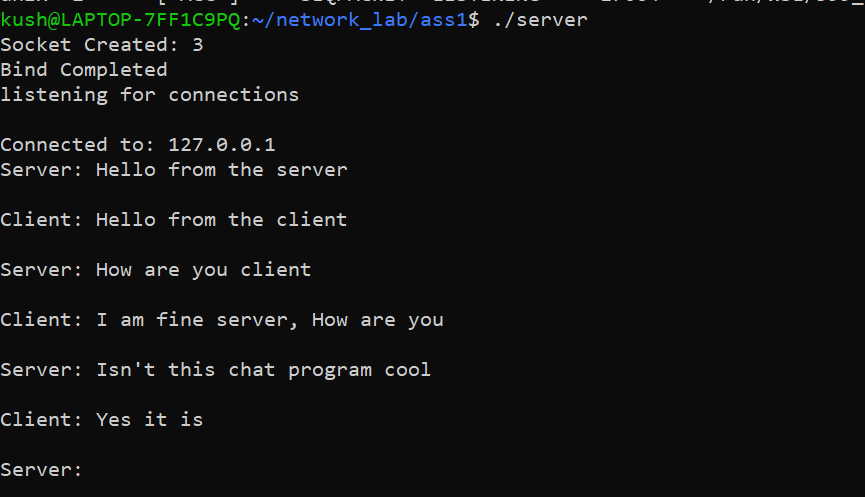 kush@LAPTOP-7FF1C9PQ:~/network_lab/ass1$ ./server
Socket Created: 3
Bind Completed
listening for connections
Connected to: 127.0.0.1
Server: Hello from the server
Client: Hello from the client
Server: How are you client
Client: I am fine server, How are you
Server: Isn't this chat program cool
Client: Yes it is
Server: